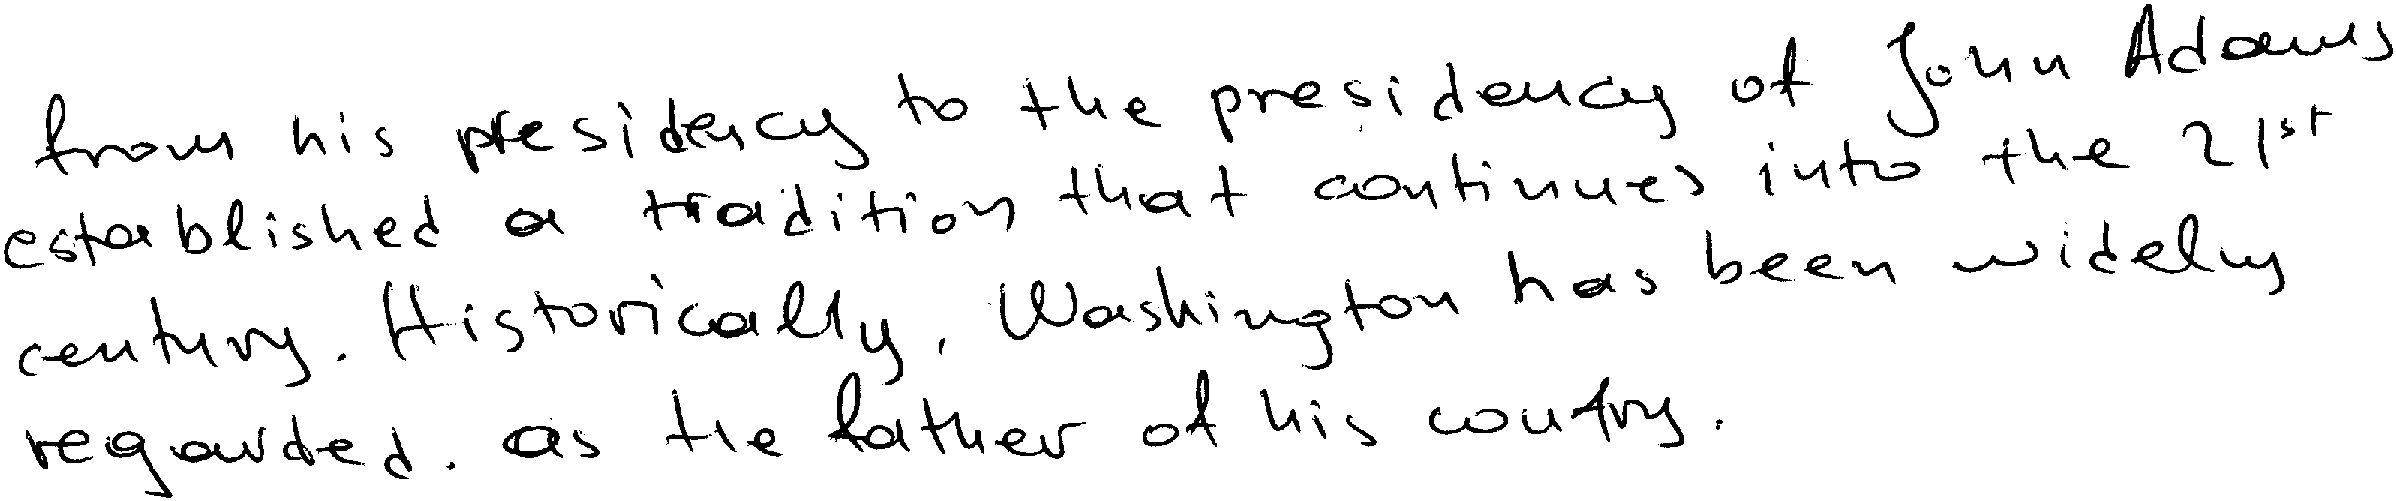 from his presidency to the presidency of John Adams
established a tradition that continues into the 21st
century. Historically, Washington has been widely
regarded. as the father of his country.